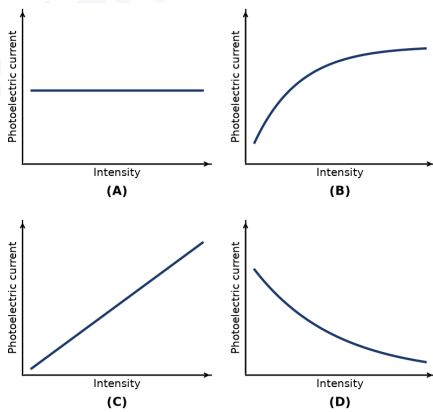 Photoelectric current
Intensity
(A)
Photoelectric current
Intensity
(B)
Photoelectric current
Intensity
(C)
Photoelectric current
Intensity
(D)